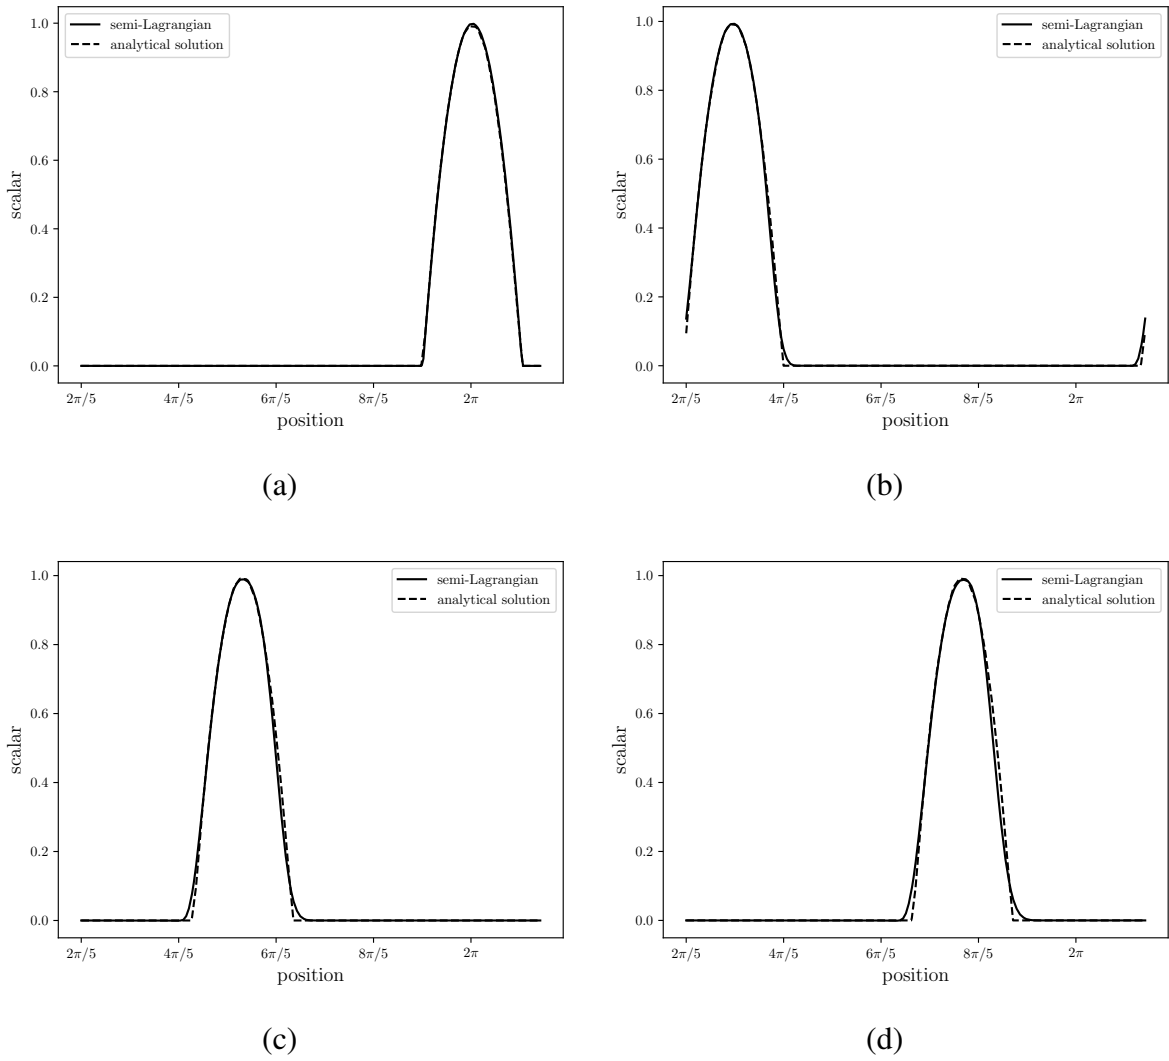 semi-Lagrangian
analytical solution
1.0
0.8
0.6
0.4
0.2
0.0
scalar
2π/5
4π/5
6π/5
8π/5
2π
position
(a)
semi-Lagrangian
analytical solution
1.0
0.8
0.6
0.4
0.2
0.0
scalar
2π/5
4π/5
6π/5
8π/5
2π
position
(b)
semi-Lagrangian
analytical solution
1.0
0.8
0.6
0.4
0.2
0.0
scalar
2π/5
4π/5
6π/5
8π/5
2π
position
(c)
semi-Lagrangian
analytical solution
1.0
0.8
0.6
0.4
0.2
0.0
scalar
2π/5
4π/5
6π/5
8π/5
2π
position
(d)